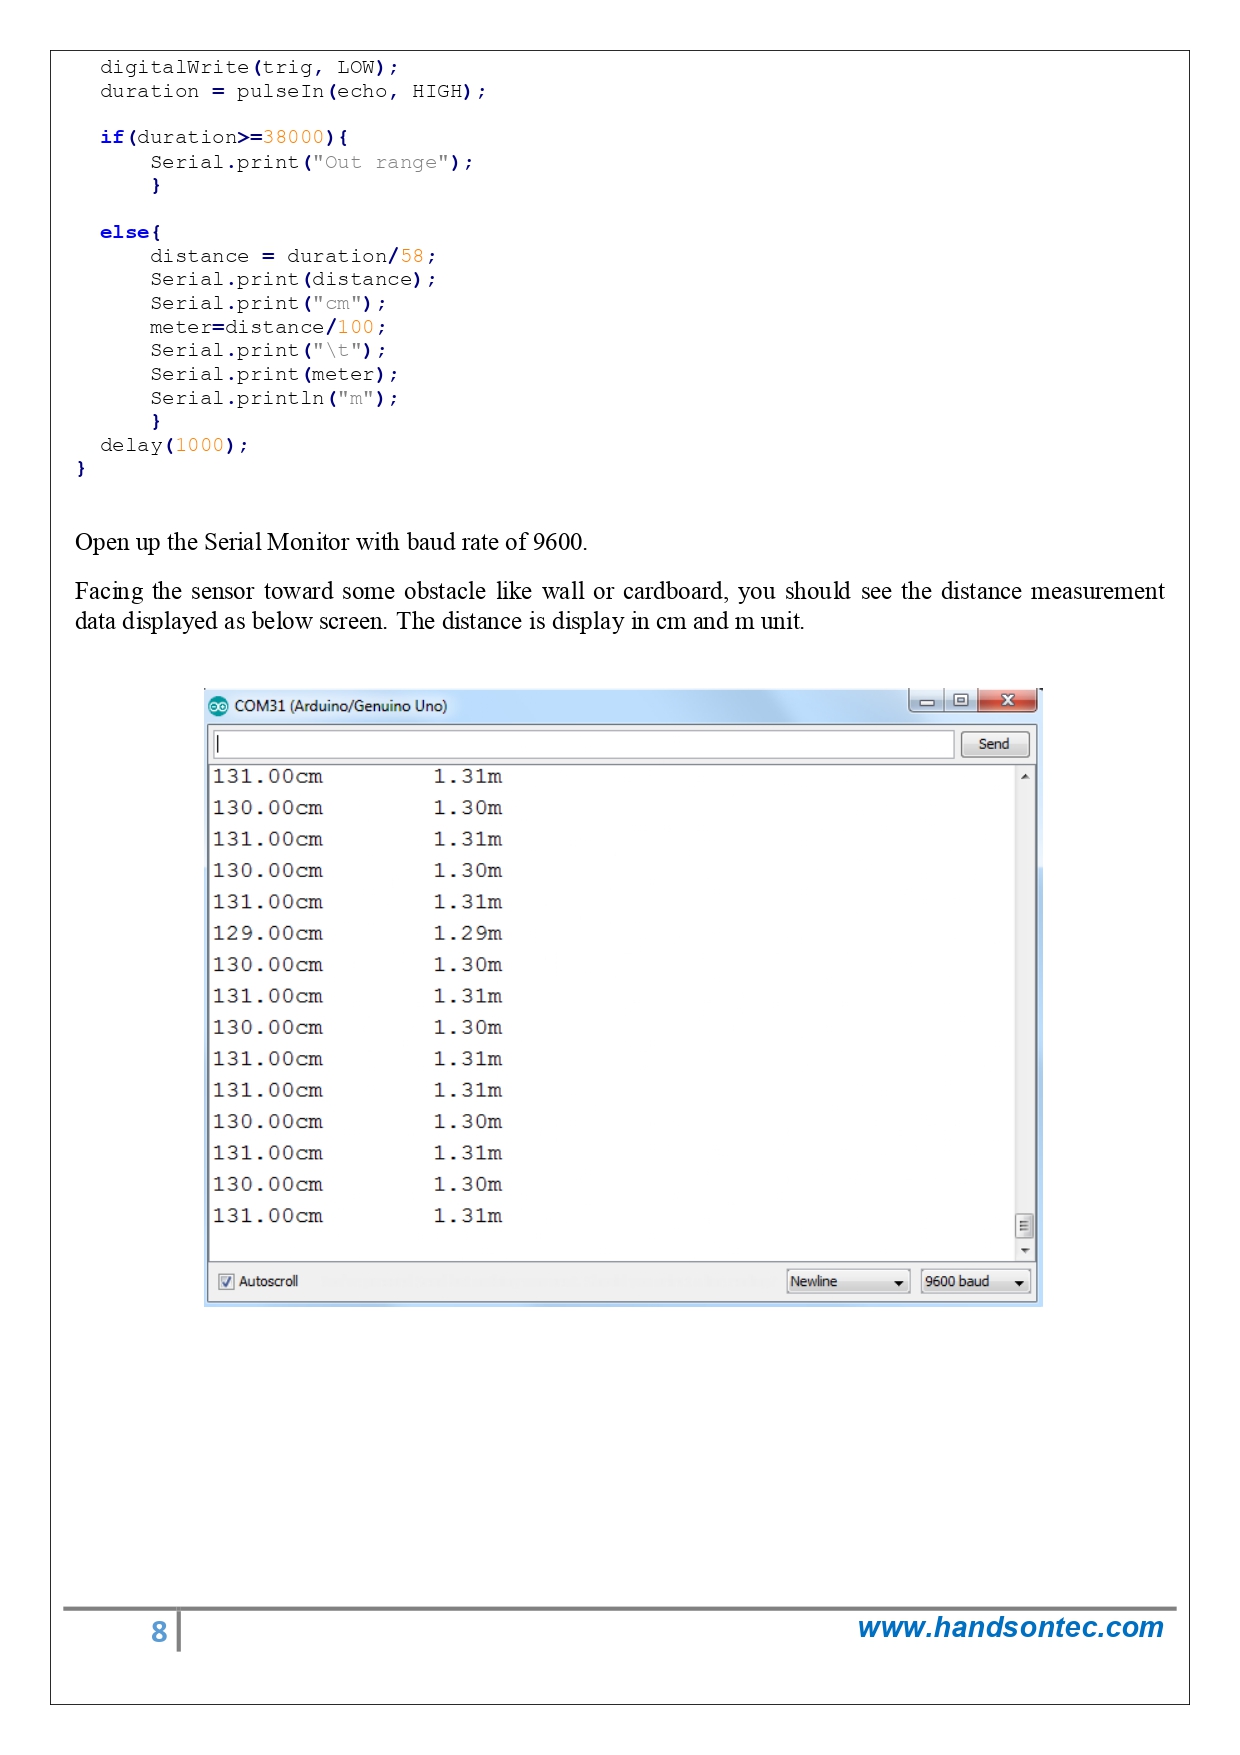 digitalWrite(trig, LOW);
duration = pulseIn(echo, HIGH);
if(duration>=38000){
Serial.print("Out range");
}
else{
distance = duration/58;
Serial.print(distance);
Serial.print("cm");
meter=distance/100;
Serial.print("\t");
Serial.print(meter);
Serial.println("m");
}
delay(1000);
}
Open up the Serial Monitor with baud rate of 9600.
Facing the sensor toward some obstacle like wall or cardboard, you should see the distance measurement
data displayed as below screen. The distance is display in cm and m unit.
COM31 (Arduino/Genuino Uno)
Send
131.00cm 1.31m
130.00cm 1.30m
131.00cm 1.31m
130.00cm 1.30m
131.00cm 1.31m
129.00cm 1.29m
130.00cm 1.30m
131.00cm 1.31m
130.00cm 1.30m
131.00cm 1.31m
131.00cm 1.31m
130.00cm 1.30m
131.00cm 1.31m
130.00cm 1.30m
131.00cm 1.31m
Autoscroll Newline 9600 baud
8 www.handsontec.com